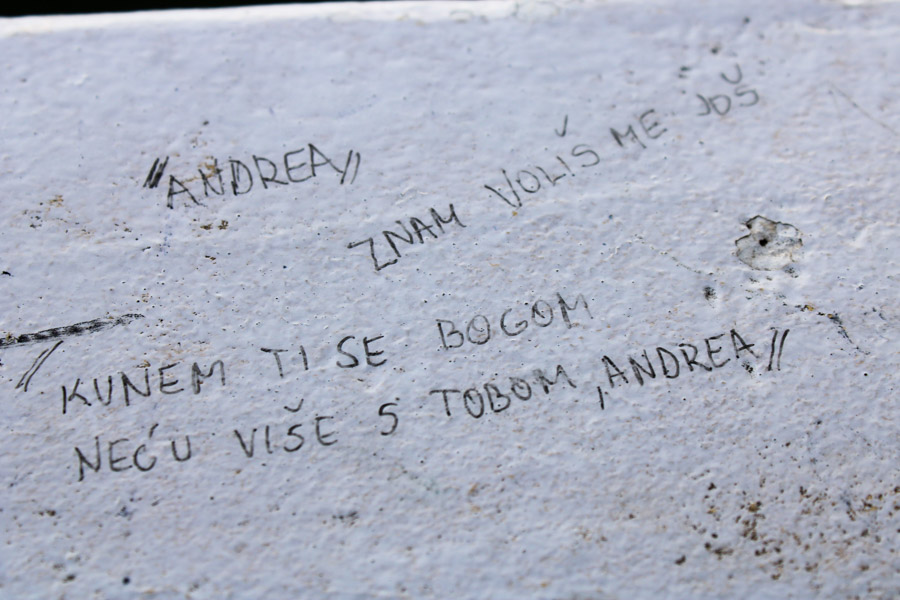 "ANDREA"
ZNAM VOLIŠ ME JOŠ
"KUNEM TI SE BOGOM
NEĆU VIŠE S TOBOM, ANDREA"